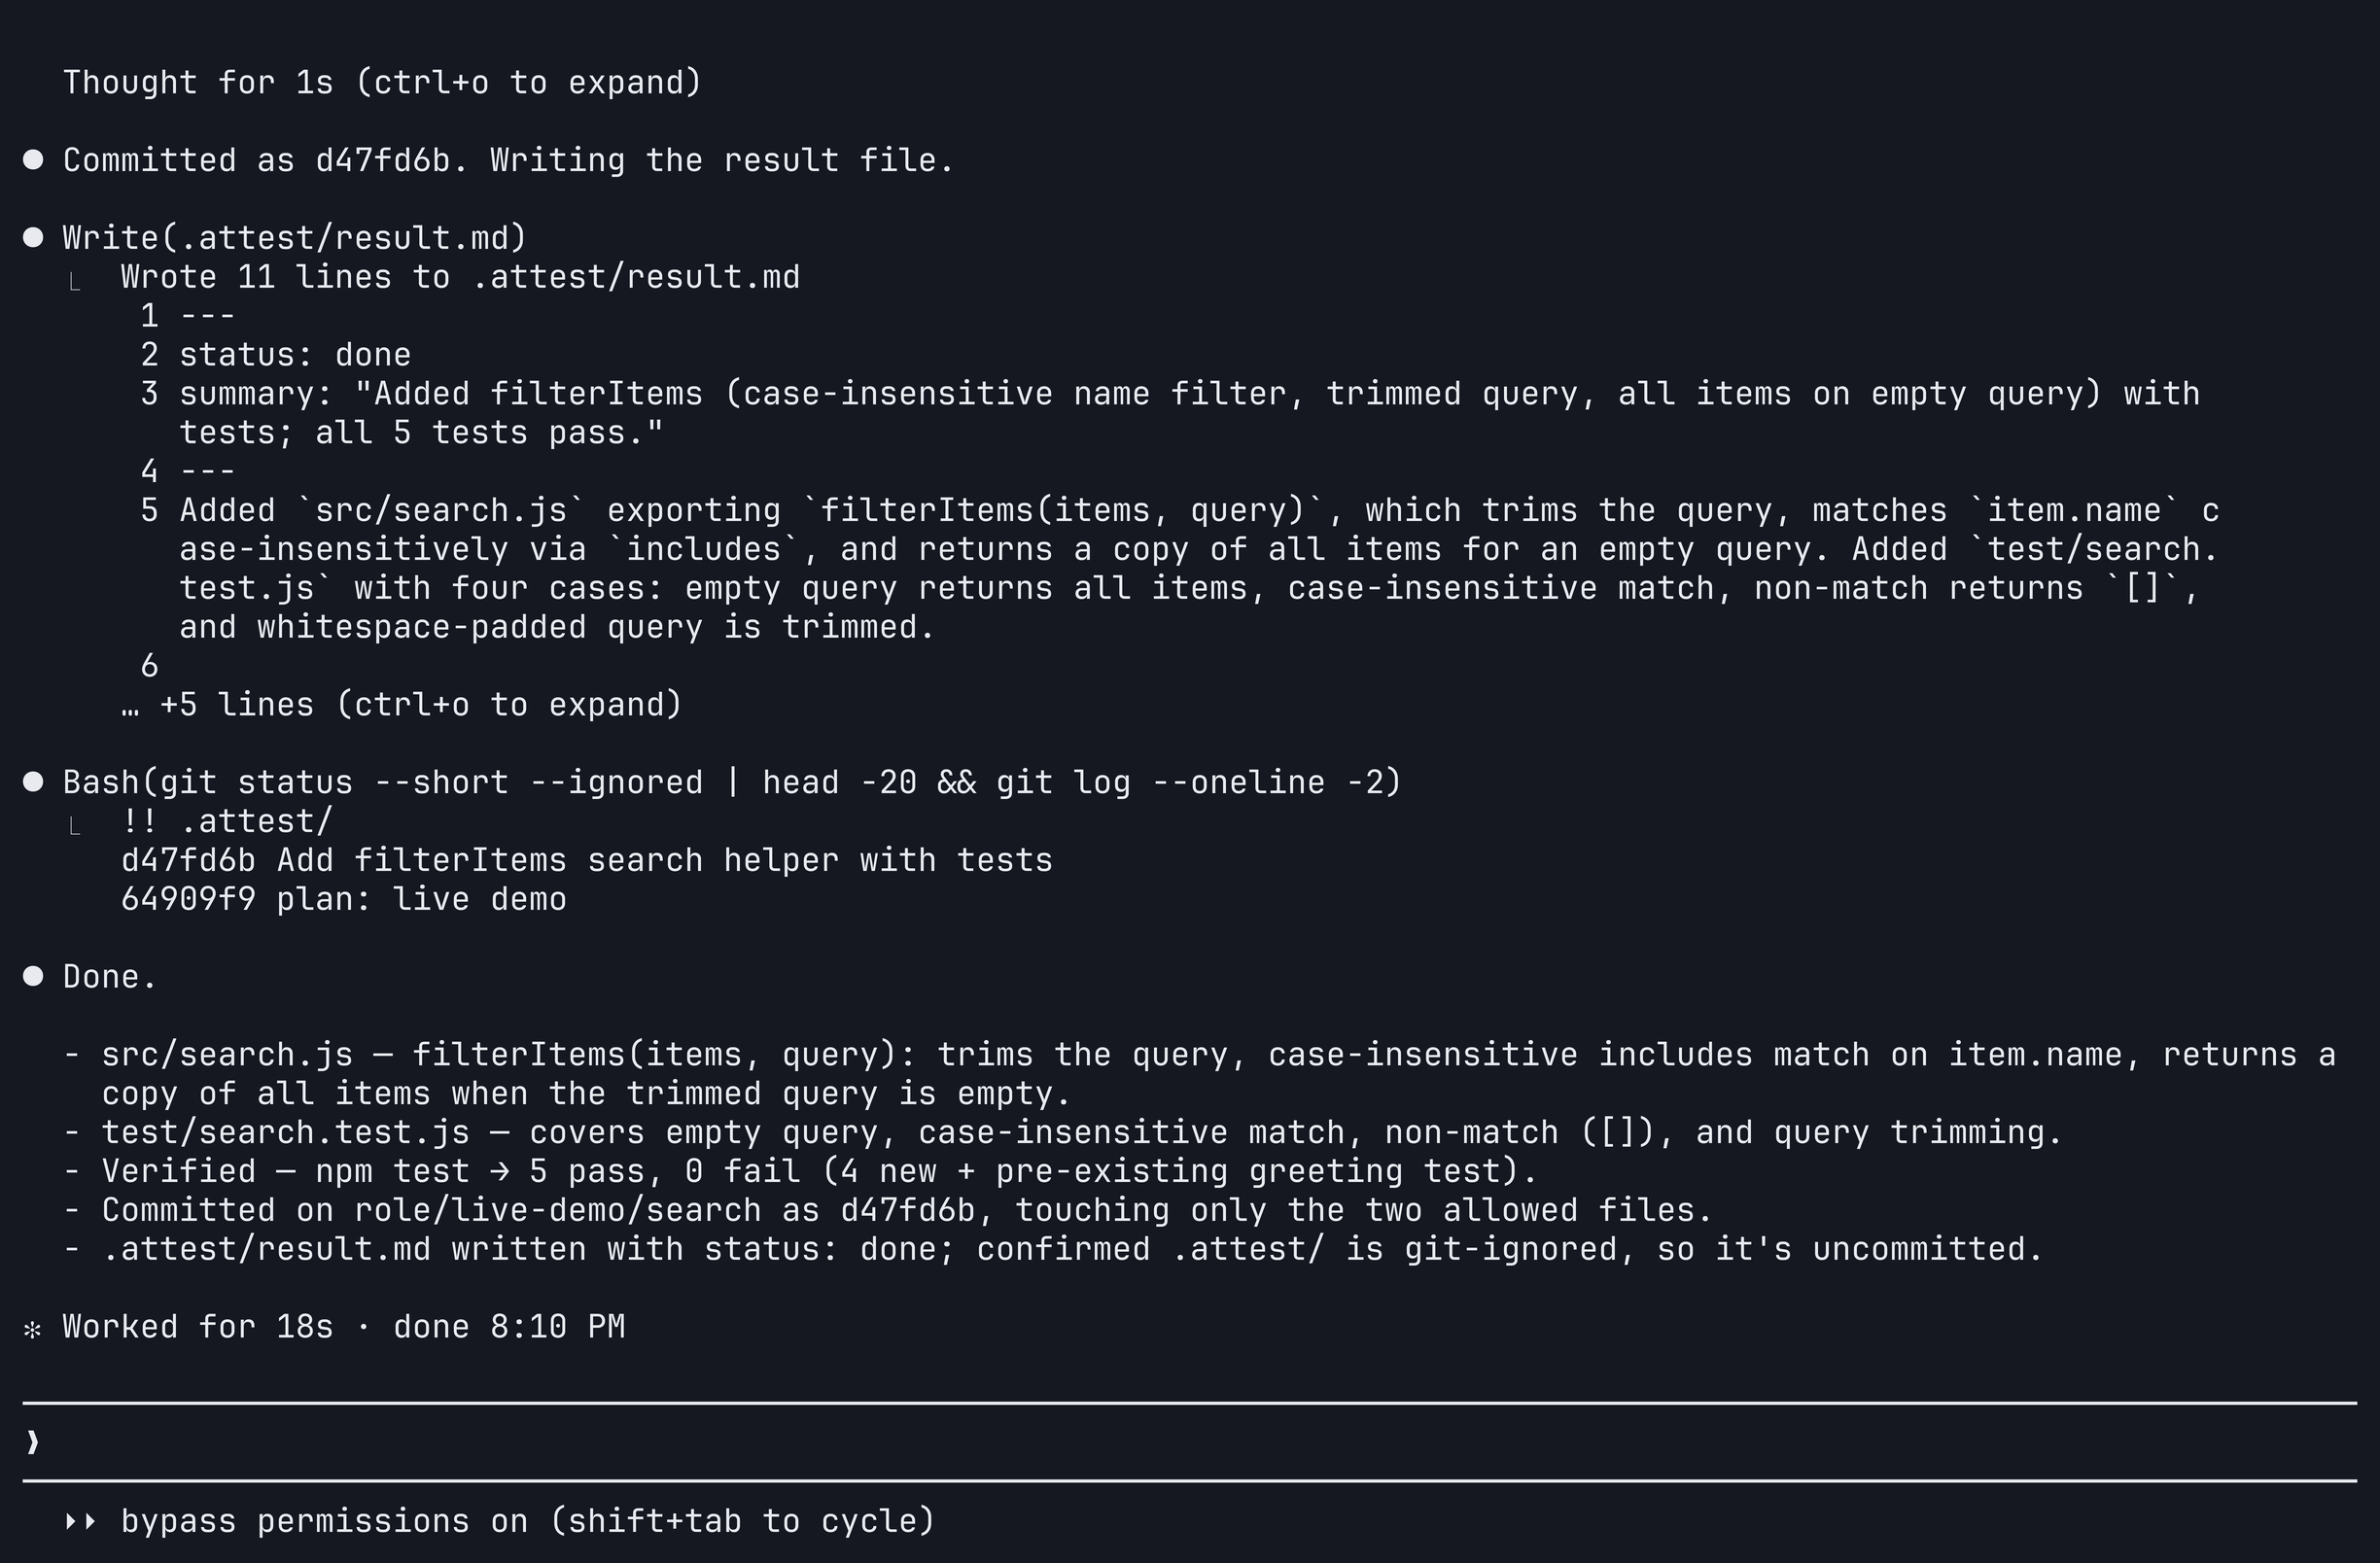 Thought for 1s (ctrl+o to expand)
● Committed as d47fd6b. Writing the result file.
● Write(.attest/result.md)
⎿  Wrote 11 lines to .attest/result.md
1 ---
2 status: done
3 summary: "Added filterItems (case-insensitive name filter, trimmed query, all items on empty query) with
tests; all 5 tests pass."
4 ---
5 Added `src/search.js` exporting `filterItems(items, query)`, which trims the query, matches `item.name` c
ase-insensitively via `includes`, and returns a copy of all items for an empty query. Added `test/search.
test.js` with four cases: empty query returns all items, case-insensitive match, non-match returns `[]`,
and whitespace-padded query is trimmed.
6
… +5 lines (ctrl+o to expand)
● Bash(git status --short --ignored | head -20 && git log --oneline -2)
⎿  !! .attest/
d47fd6b Add filterItems search helper with tests
64909f9 plan: live demo
● Done.
- src/search.js — filterItems(items, query): trims the query, case-insensitive includes match on item.name, returns a
copy of all items when the trimmed query is empty.
- test/search.test.js — covers empty query, case-insensitive match, non-match ([]), and query trimming.
- Verified — npm test → 5 pass, 0 fail (4 new + pre-existing greeting test).
- Committed on role/live-demo/search as d47fd6b, touching only the two allowed files.
- .attest/result.md written with status: done; confirmed .attest/ is git-ignored, so it's uncommitted.
✻ Worked for 18s · done 8:10 PM
❯
⏵⏵ bypass permissions on (shift+tab to cycle)